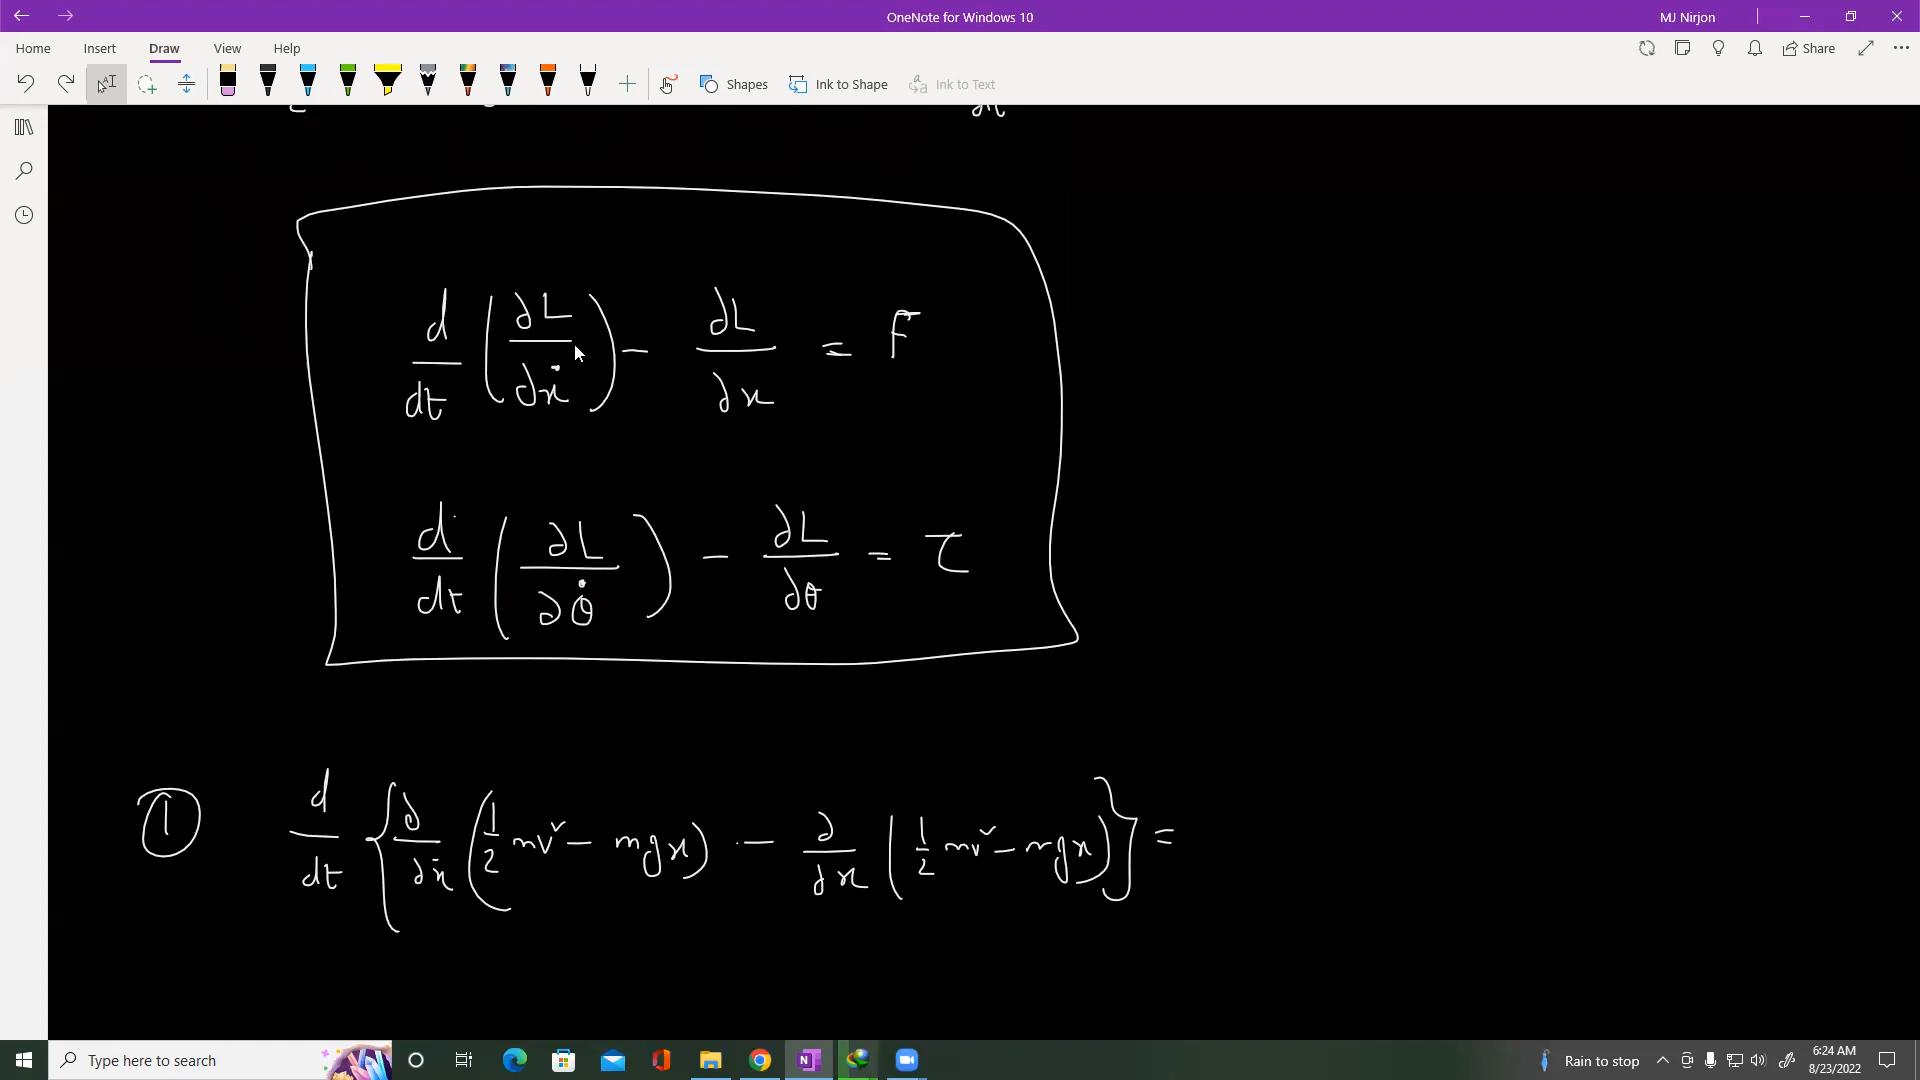 OneNote for Windows 10
MJ Nirjon
Home Insert Draw View Help
Share
Shapes Ink to Shape Ink to Text
d/dt (∂L/∂ẋ) - ∂L/∂x = F
d/dt (∂L/∂θ̇) - ∂L/∂θ = τ
① d/dt {∂/∂ẋ (1/2 mv² - mgx) - ∂/∂x (1/2 mv² - mgx)} =
Type here to search
Rain to stop
6:24 AM
8/23/2022